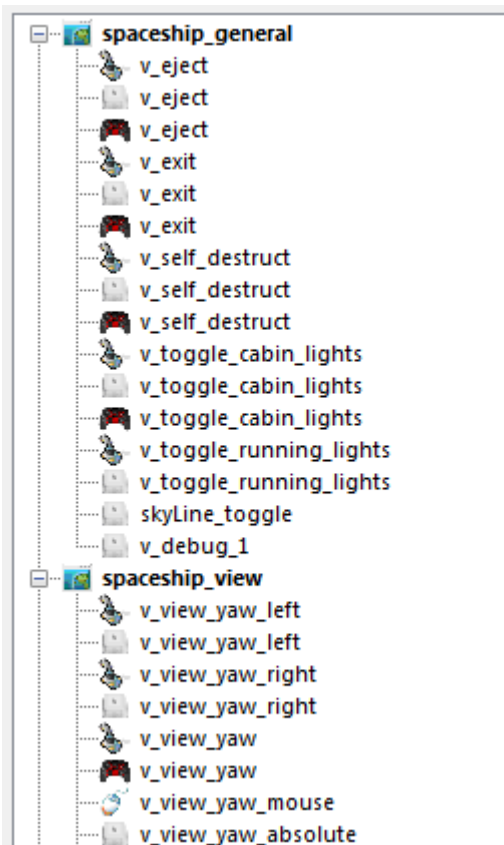 spaceship_general
v_eject
v_eject
v_eject
v_exit
v_exit
v_exit
v_self_destruct
v_self_destruct
v_self_destruct
v_toggle_cabin_lights
v_toggle_cabin_lights
v_toggle_cabin_lights
v_toggle_running_lights
v_toggle_running_lights
skyLine_toggle
v_debug_1
spaceship_view
v_view_yaw_left
v_view_yaw_left
v_view_yaw_right
v_view_yaw_right
v_view_yaw
v_view_yaw
v_view_yaw_mouse
v_view_yaw_absolute